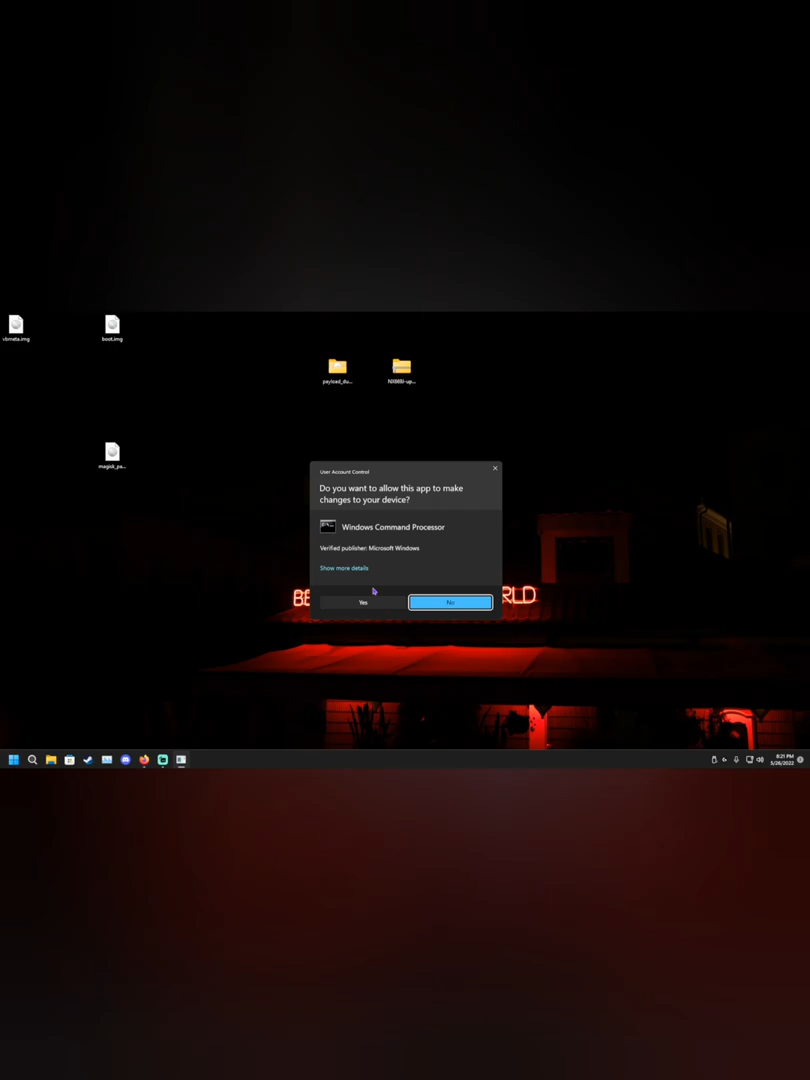 vbmeta.img
boot.img
payload_du...
magisk_pa...
User Account Control
Do you want to allow this app to make
changes to your device?
Windows Command Processor
Verified publisher: Microsoft Windows
Show more details
BE
RLD
Yes
No
8:21 PM
5/26/2022